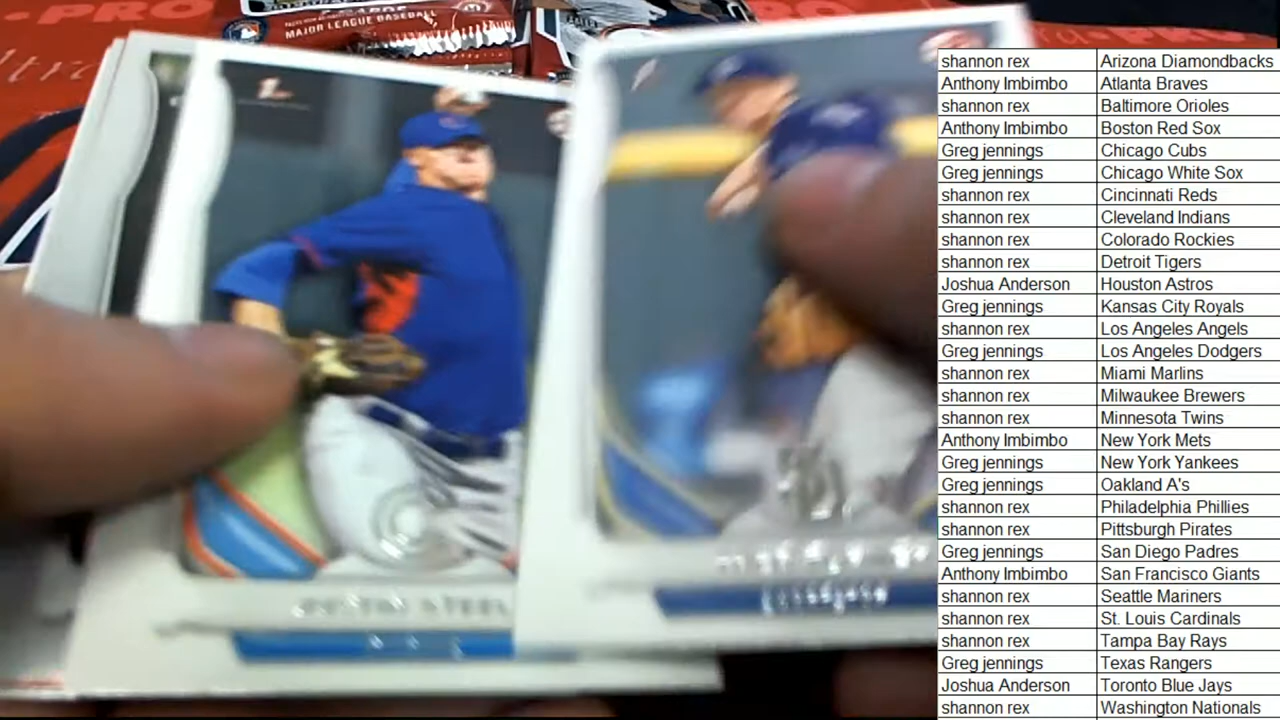 MAJOR LEAGUE BASEBALL
shannon rex Arizona Diamondbacks
Anthony Imbimbo Atlanta Braves
shannon rex Baltimore Orioles
Anthony Imbimbo Boston Red Sox
Greg jennings Chicago Cubs
Greg jennings Chicago White Sox
shannon rex Cincinnati Reds
shannon rex Cleveland Indians
shannon rex Colorado Rockies
shannon rex Detroit Tigers
Joshua Anderson Houston Astros
Greg jennings Kansas City Royals
shannon rex Los Angeles Angels
Greg jennings Los Angeles Dodgers
shannon rex Miami Marlins
shannon rex Milwaukee Brewers
shannon rex Minnesota Twins
Anthony Imbimbo New York Mets
Greg jennings New York Yankees
Greg jennings Oakland A's
shannon rex Philadelphia Phillies
shannon rex Pittsburgh Pirates
Greg jennings San Diego Padres
Anthony Imbimbo San Francisco Giants
shannon rex Seattle Mariners
shannon rex St. Louis Cardinals
shannon rex Tampa Bay Rays
Greg jennings Texas Rangers
Joshua Anderson Toronto Blue Jays
shannon rex Washington Nationals